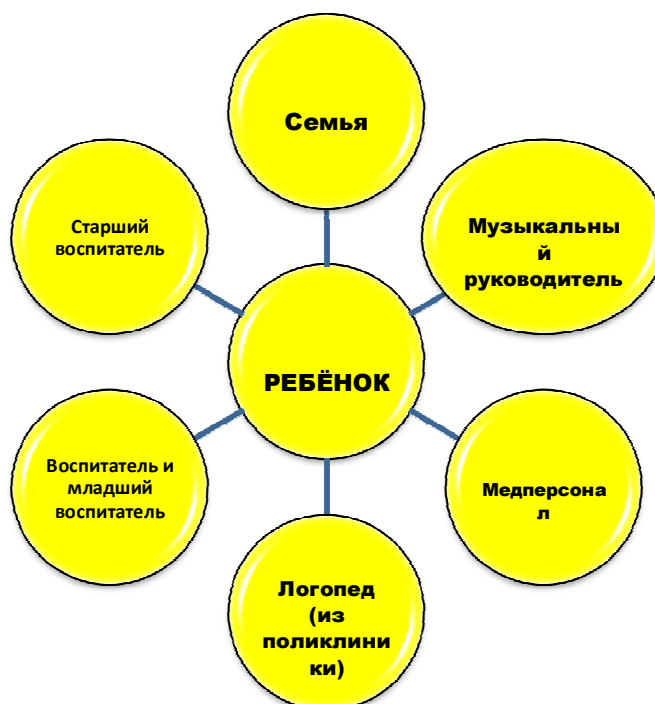 Семья
Старший
воспитатель
Музыкальны
й
руководитель
РЕБЁНОК
Воспитатель и
младший
воспитатель
Медперсона
л
Логопед
(из
поликлини
ки)